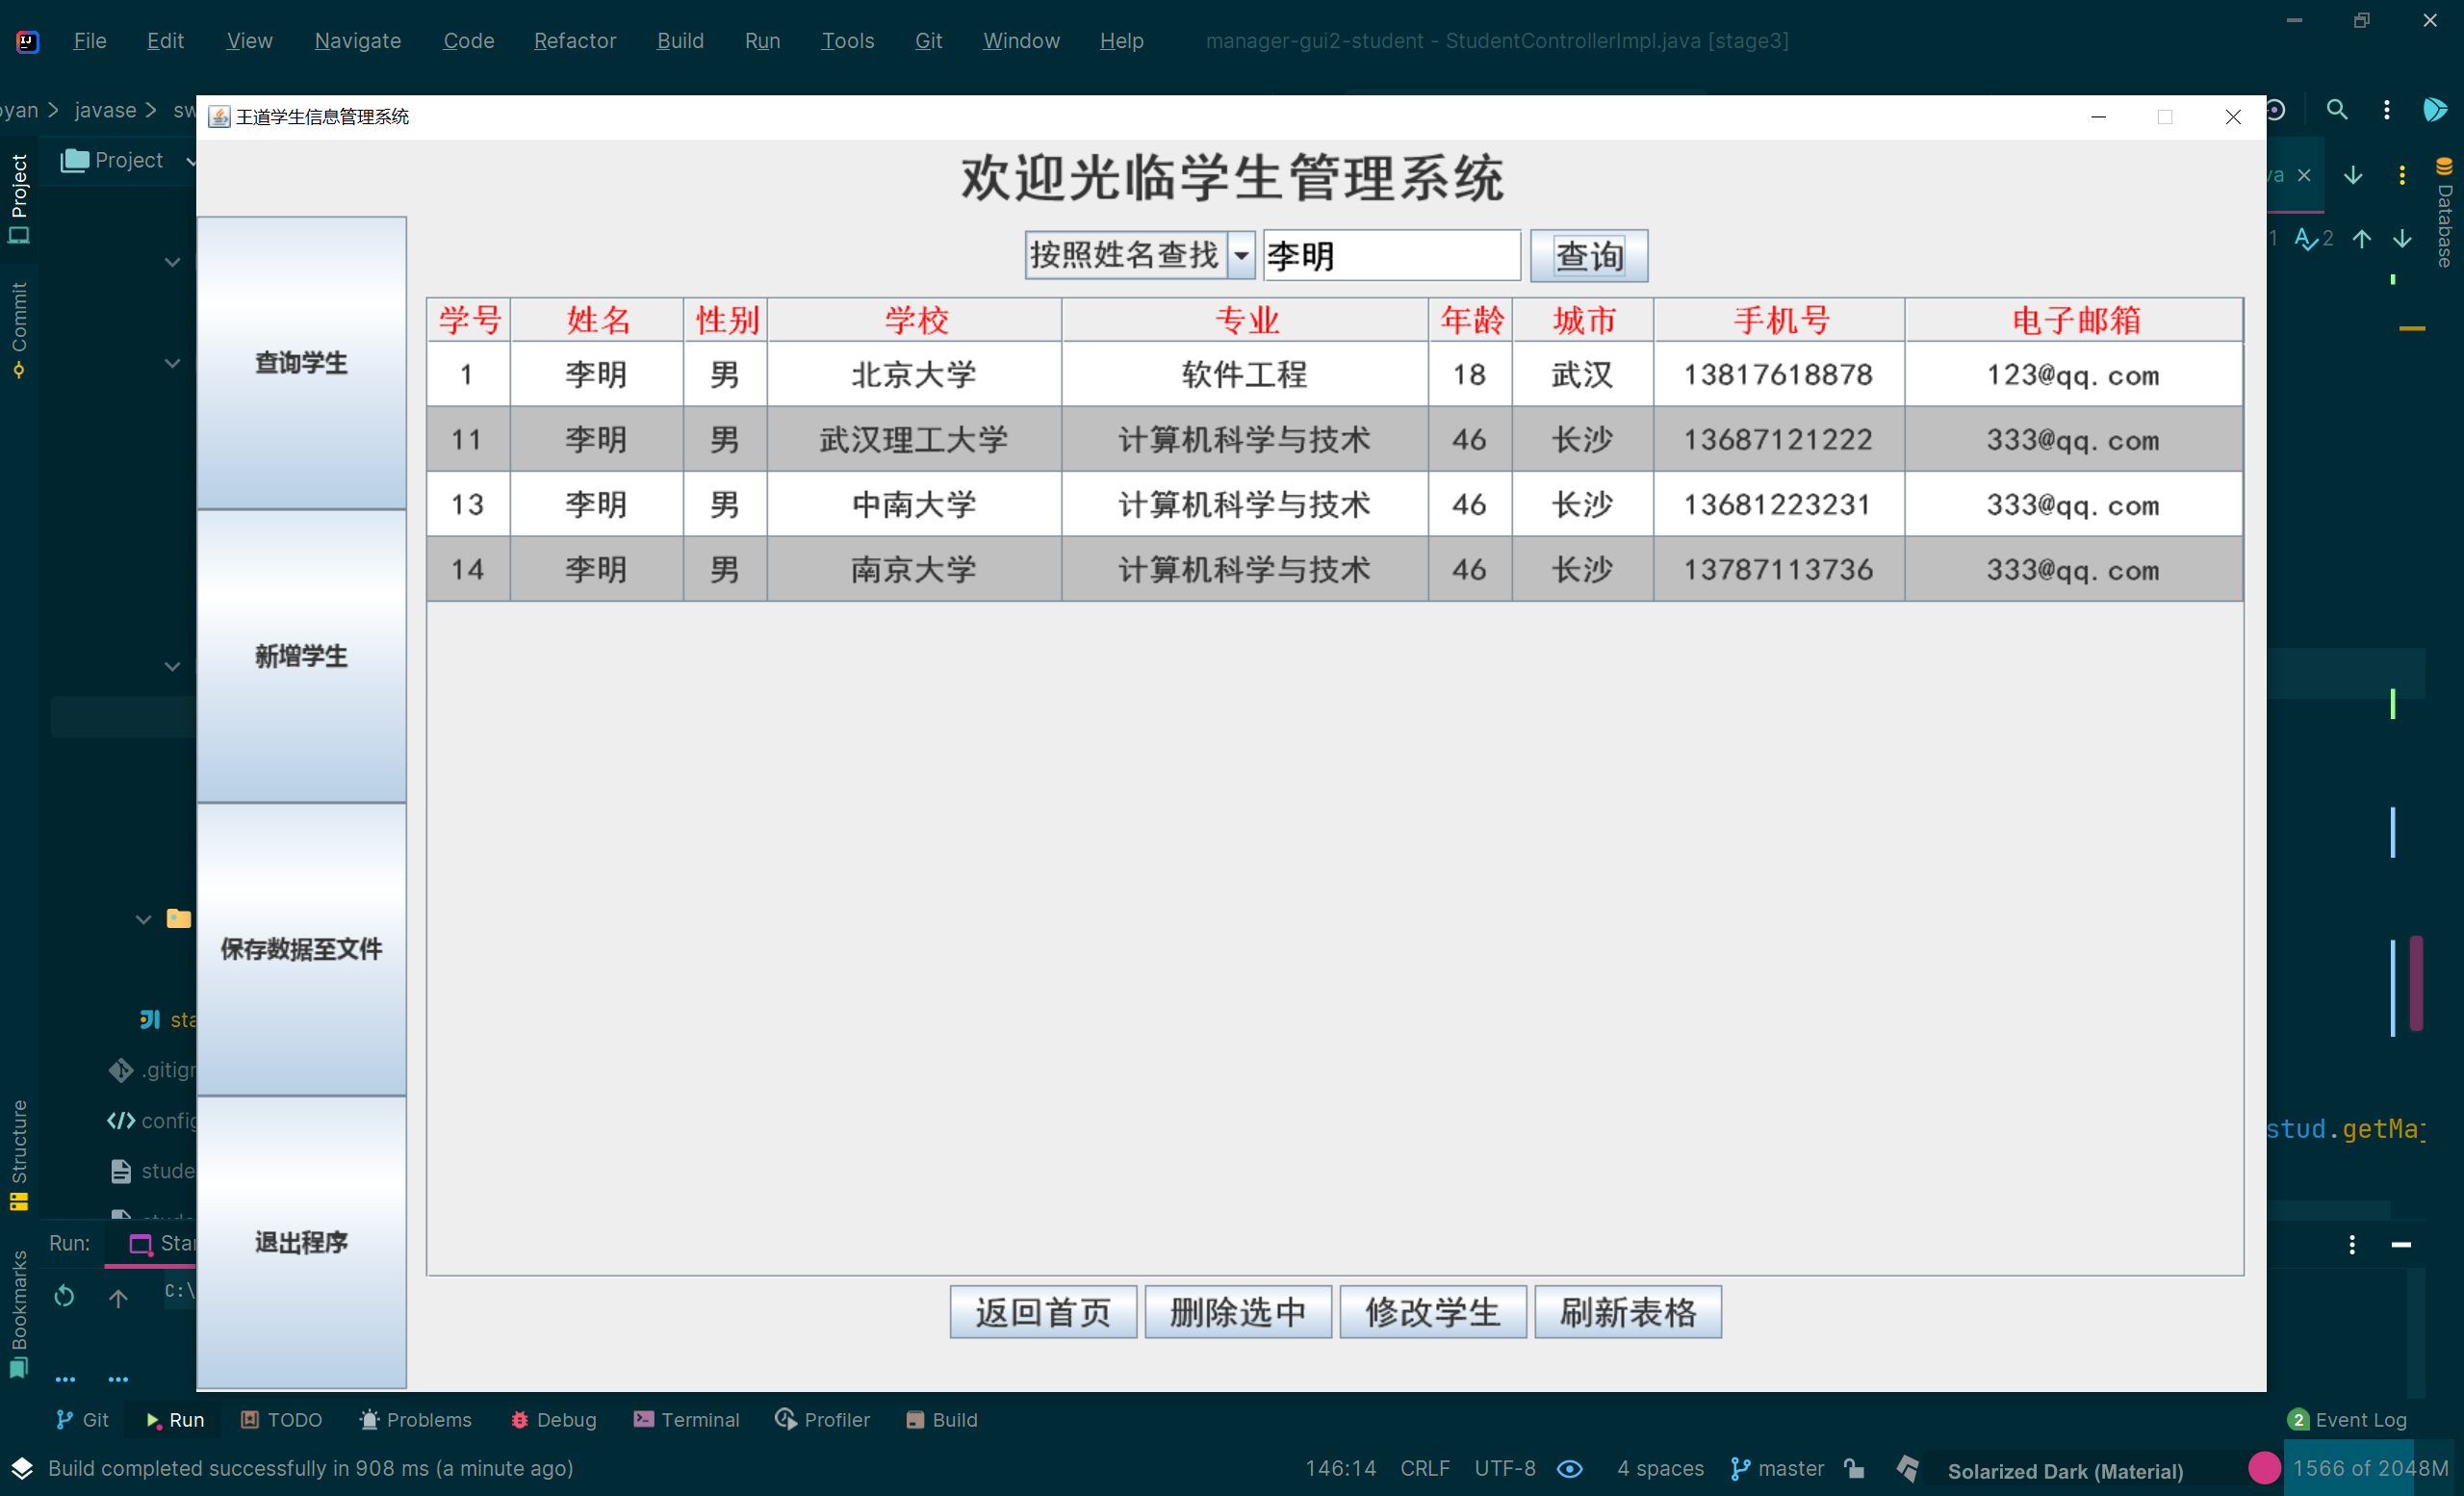 File Edit View Navigate Code Refactor Build Run Tools Git Window Help manager-gui2-student - StudentControllerImpl.java [stage3]
javase
Project
王道学生信息管理系统
欢迎光临学生管理系统
按照姓名查找 李明 查询
学号 姓名 性别 学校 专业 年龄 城市 手机号 电子邮箱
1 李明 男 北京大学 软件工程 18 武汉 13817618878 123@qq.com
11 李明 男 武汉理工大学 计算机科学与技术 46 长沙 13687121222 333@qq.com
13 李明 男 中南大学 计算机科学与技术 46 长沙 13681223231 333@qq.com
14 李明 男 南京大学 计算机科学与技术 46 长沙 13787113736 333@qq.com
查询学生
新增学生
保存数据至文件
退出程序
返回首页 删除选中 修改学生 刷新表格
Project
Commit
Structure
Bookmarks
Database
1 2
stud.getMa
.gitigr
config
stude
Run: Star
C:\
Git Run TODO Problems Debug Terminal Profiler Build 2 Event Log
Build completed successfully in 908 ms (a minute ago) 146:14 CRLF UTF-8 4 spaces master Solarized Dark (Material) 1566 of 2048M